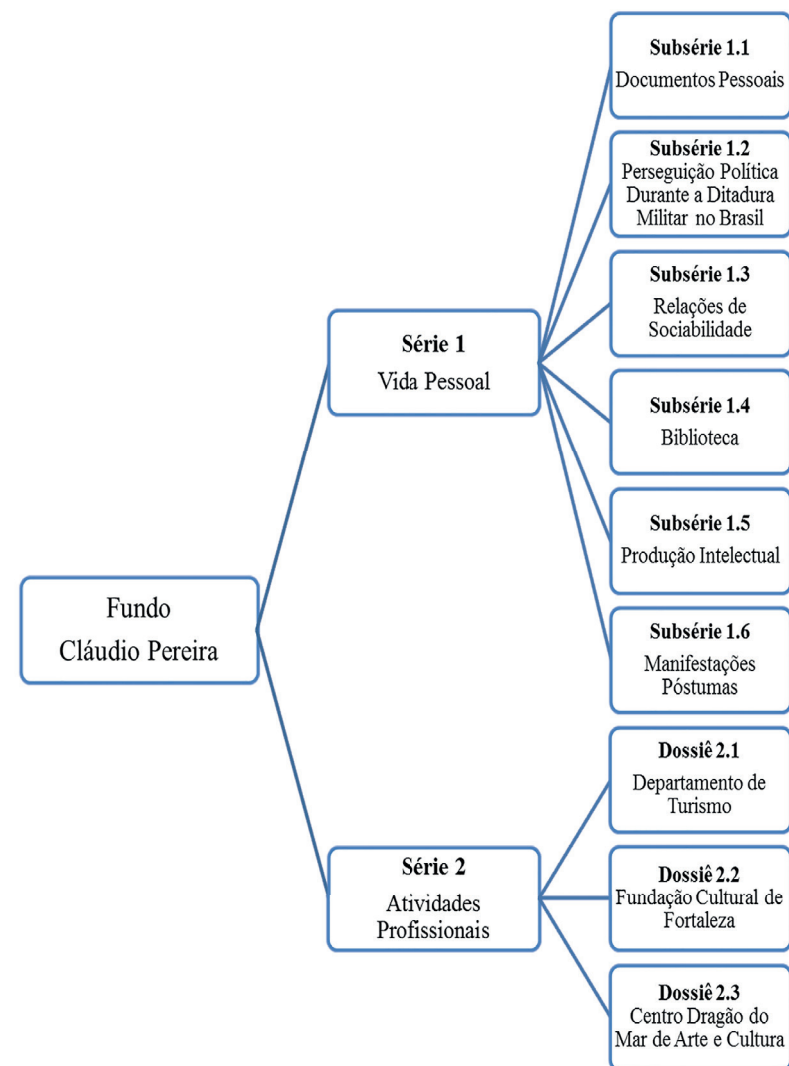 Fundo
Cláudio Pereira
Série 1
Vida Pessoal
Subsérie 1.1
Documentos Pessoais
Subsérie 1.2
Perseguição Política
Durante a Ditadura
Militar no Brasil
Subsérie 1.3
Relações de
Sociabilidade
Subsérie 1.4
Biblioteca
Subsérie 1.5
Produção Intelectual
Subsérie 1.6
Manifestações
Póstumas
Série 2
Atividades
Profissionais
Dossiê 2.1
Departamento de
Turismo
Dossiê 2.2
Fundação Cultural de
Fortaleza
Dossiê 2.3
Centro Dragão do
Mar de Arte e Cultura